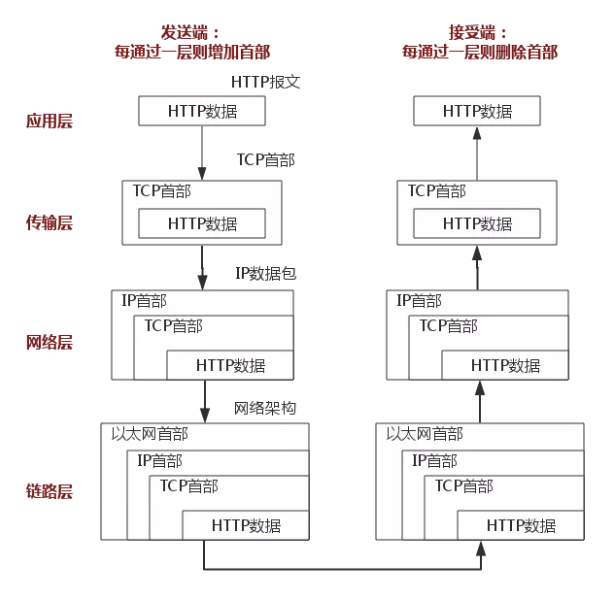 发送端：
每通过一层则增加首部
接受端：
每通过一层则删除首部
HTTP报文
应用层
HTTP数据
HTTP数据
TCP首部
传输层
TCP首部
HTTP数据
TCP首部
HTTP数据
IP数据包
网络层
IP首部
TCP首部
HTTP数据
IP首部
TCP首部
HTTP数据
网络架构
链路层
以太网首部
IP首部
TCP首部
HTTP数据
以太网首部
IP首部
TCP首部
HTTP数据